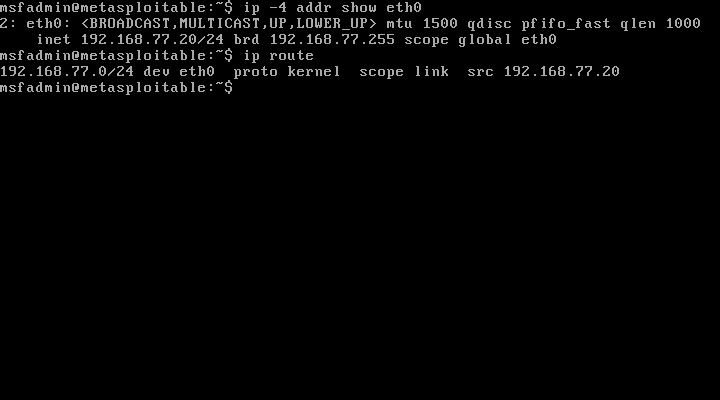 msfadmin@metasploitable:~$ ip -4 addr show eth0
2: eth0: <BROADCAST,MULTICAST,UP,LOWER_UP> mtu 1500 qdisc pfifo_fast qlen 1000
    inet 192.168.77.20/24 brd 192.168.77.255 scope global eth0
msfadmin@metasploitable:~$ ip route
192.168.77.0/24 dev eth0  proto kernel  scope link  src 192.168.77.20
msfadmin@metasploitable:~$